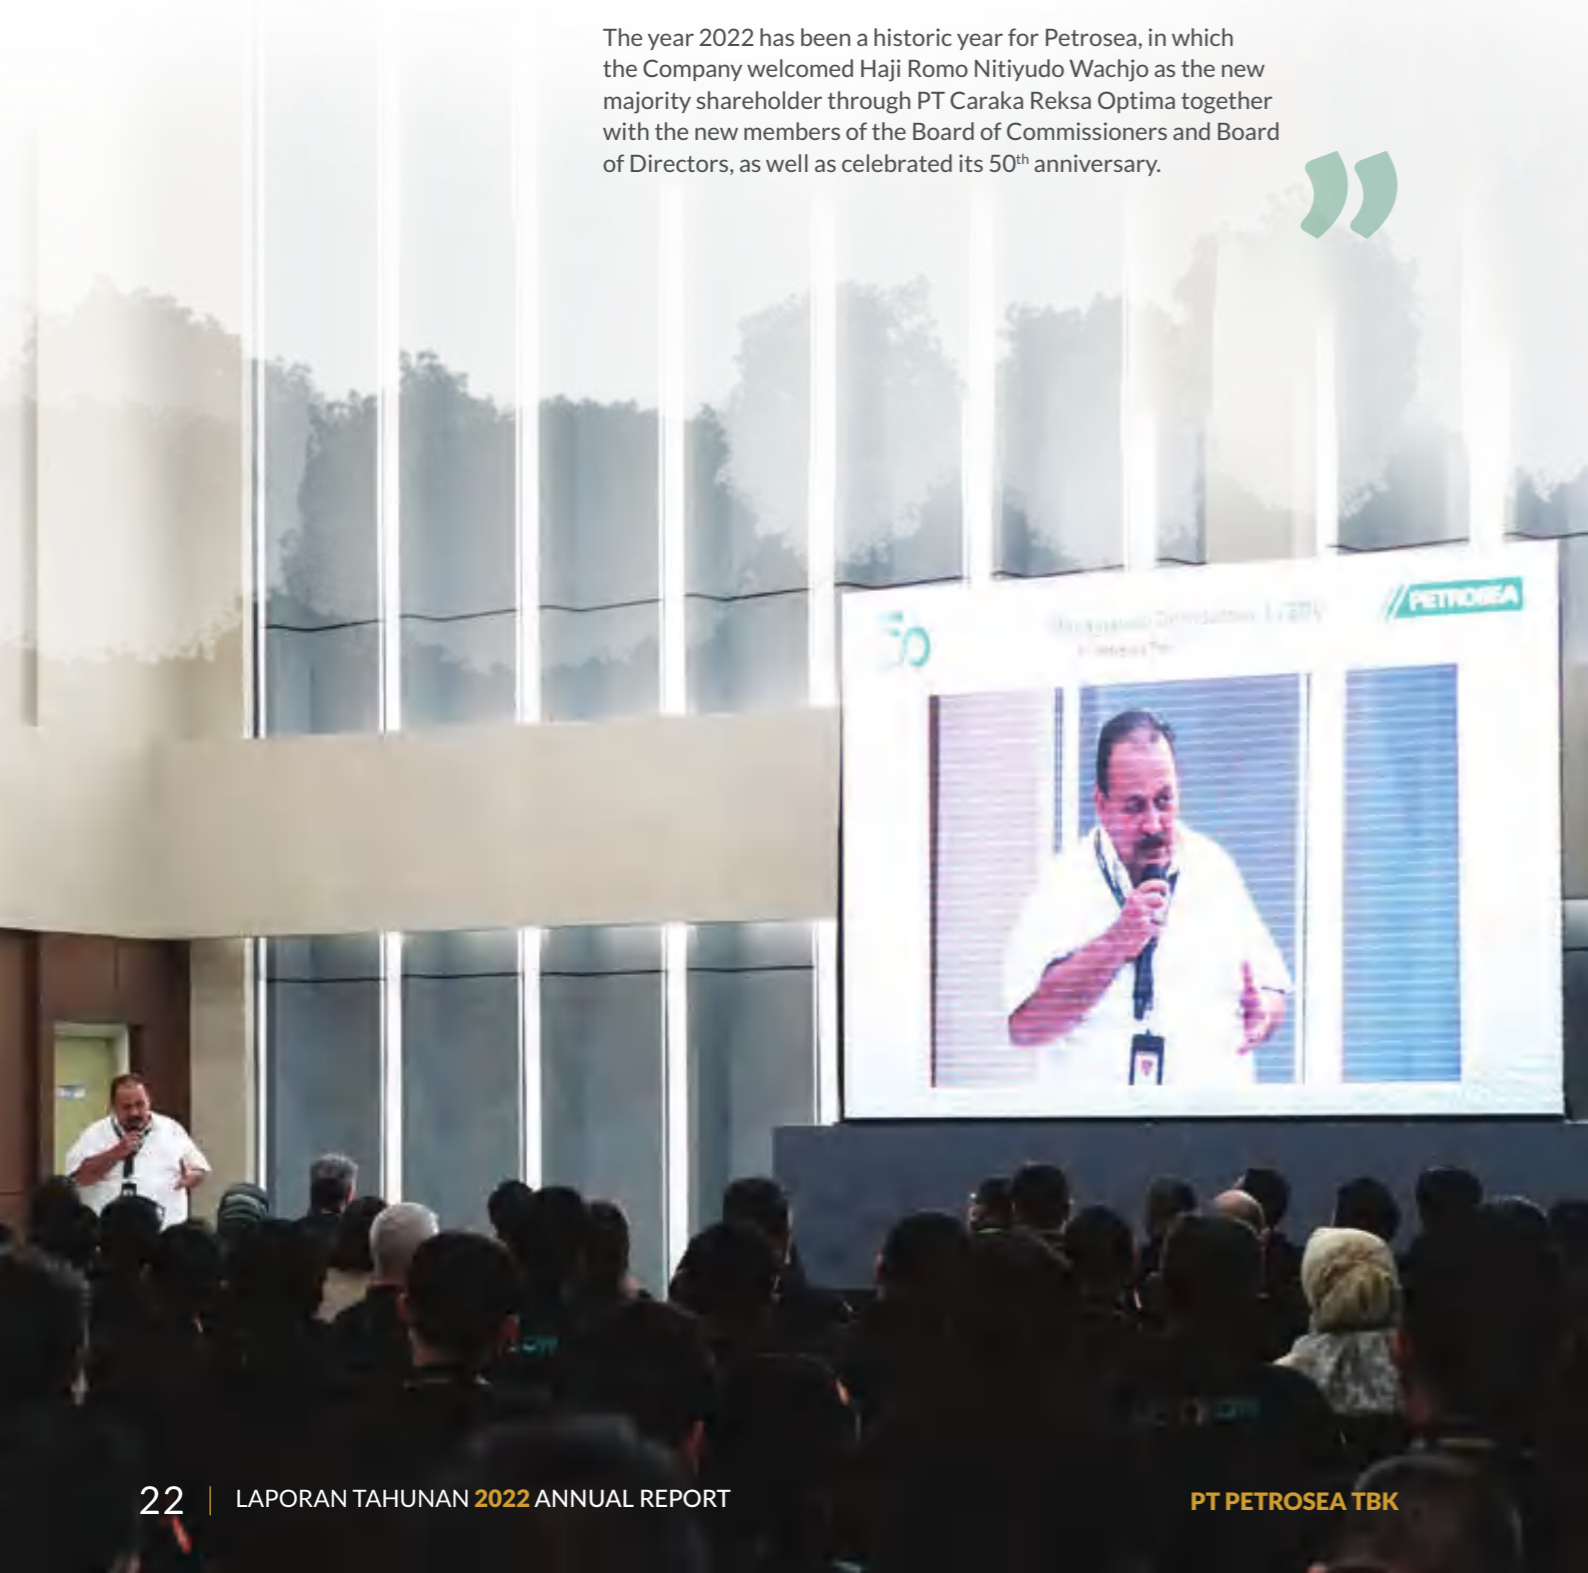 The year 2022 has been a historic year for Petrosea, in which
the Company welcomed Haji Romo Nitiyudo Wachjo as the new
majority shareholder through PT Caraka Reksa Optima together
with the new members of the Board of Commissioners and Board
of Directors, as well as celebrated its 50th anniversary.
”
50
PETROSEA
22 | LAPORAN TAHUNAN 2022 ANNUAL REPORT
PT PETROSEA TBK